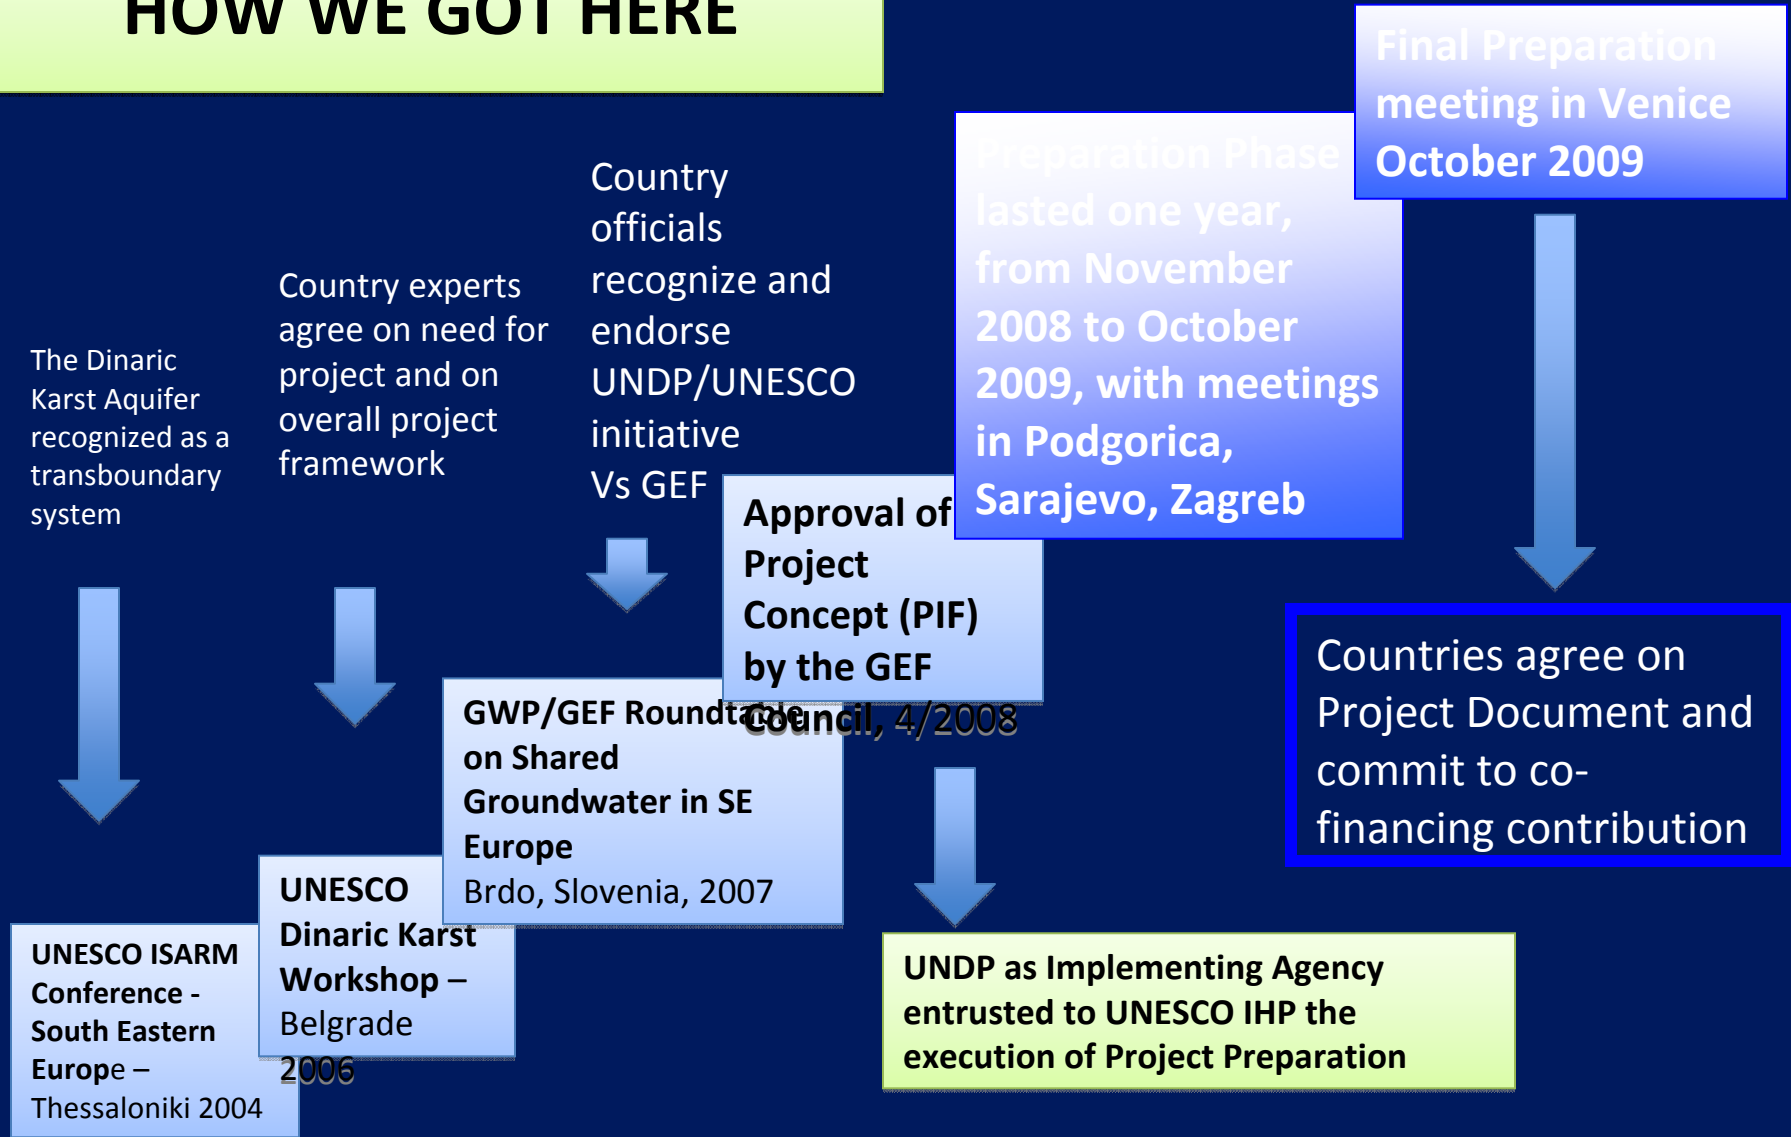 HOW WE GOT HERE
The Dinaric
Karst Aquifer
recognized as a
transboundary
system
UNESCO ISARM
Conference -
South Eastern
Europe –
Thessaloniki 2004
Country experts
agree on need for
project and on
overall project
framework
UNESCO
Dinaric Karst
Workshop –
Belgrade
2006
Country
officials
recognize and
endorse
UNDP/UNESCO
initiative
Vs GEF
GWP/GEF Roundtable
on Shared
Groundwater in SE
Europe
Brdo, Slovenia, 2007
Approval of
Project
Concept (PIF)
by the GEF
Council, 4/2008
UNDP as Implementing Agency
entrusted to UNESCO IHP the
execution of Project Preparation
Preparation Phase
lasted one year,
from November
2008 to October
2009, with meetings
in Podgorica,
Sarajevo, Zagreb
Final Preparation
meeting in Venice
October 2009
Countries agree on
Project Document and
commit to co-
financing contribution